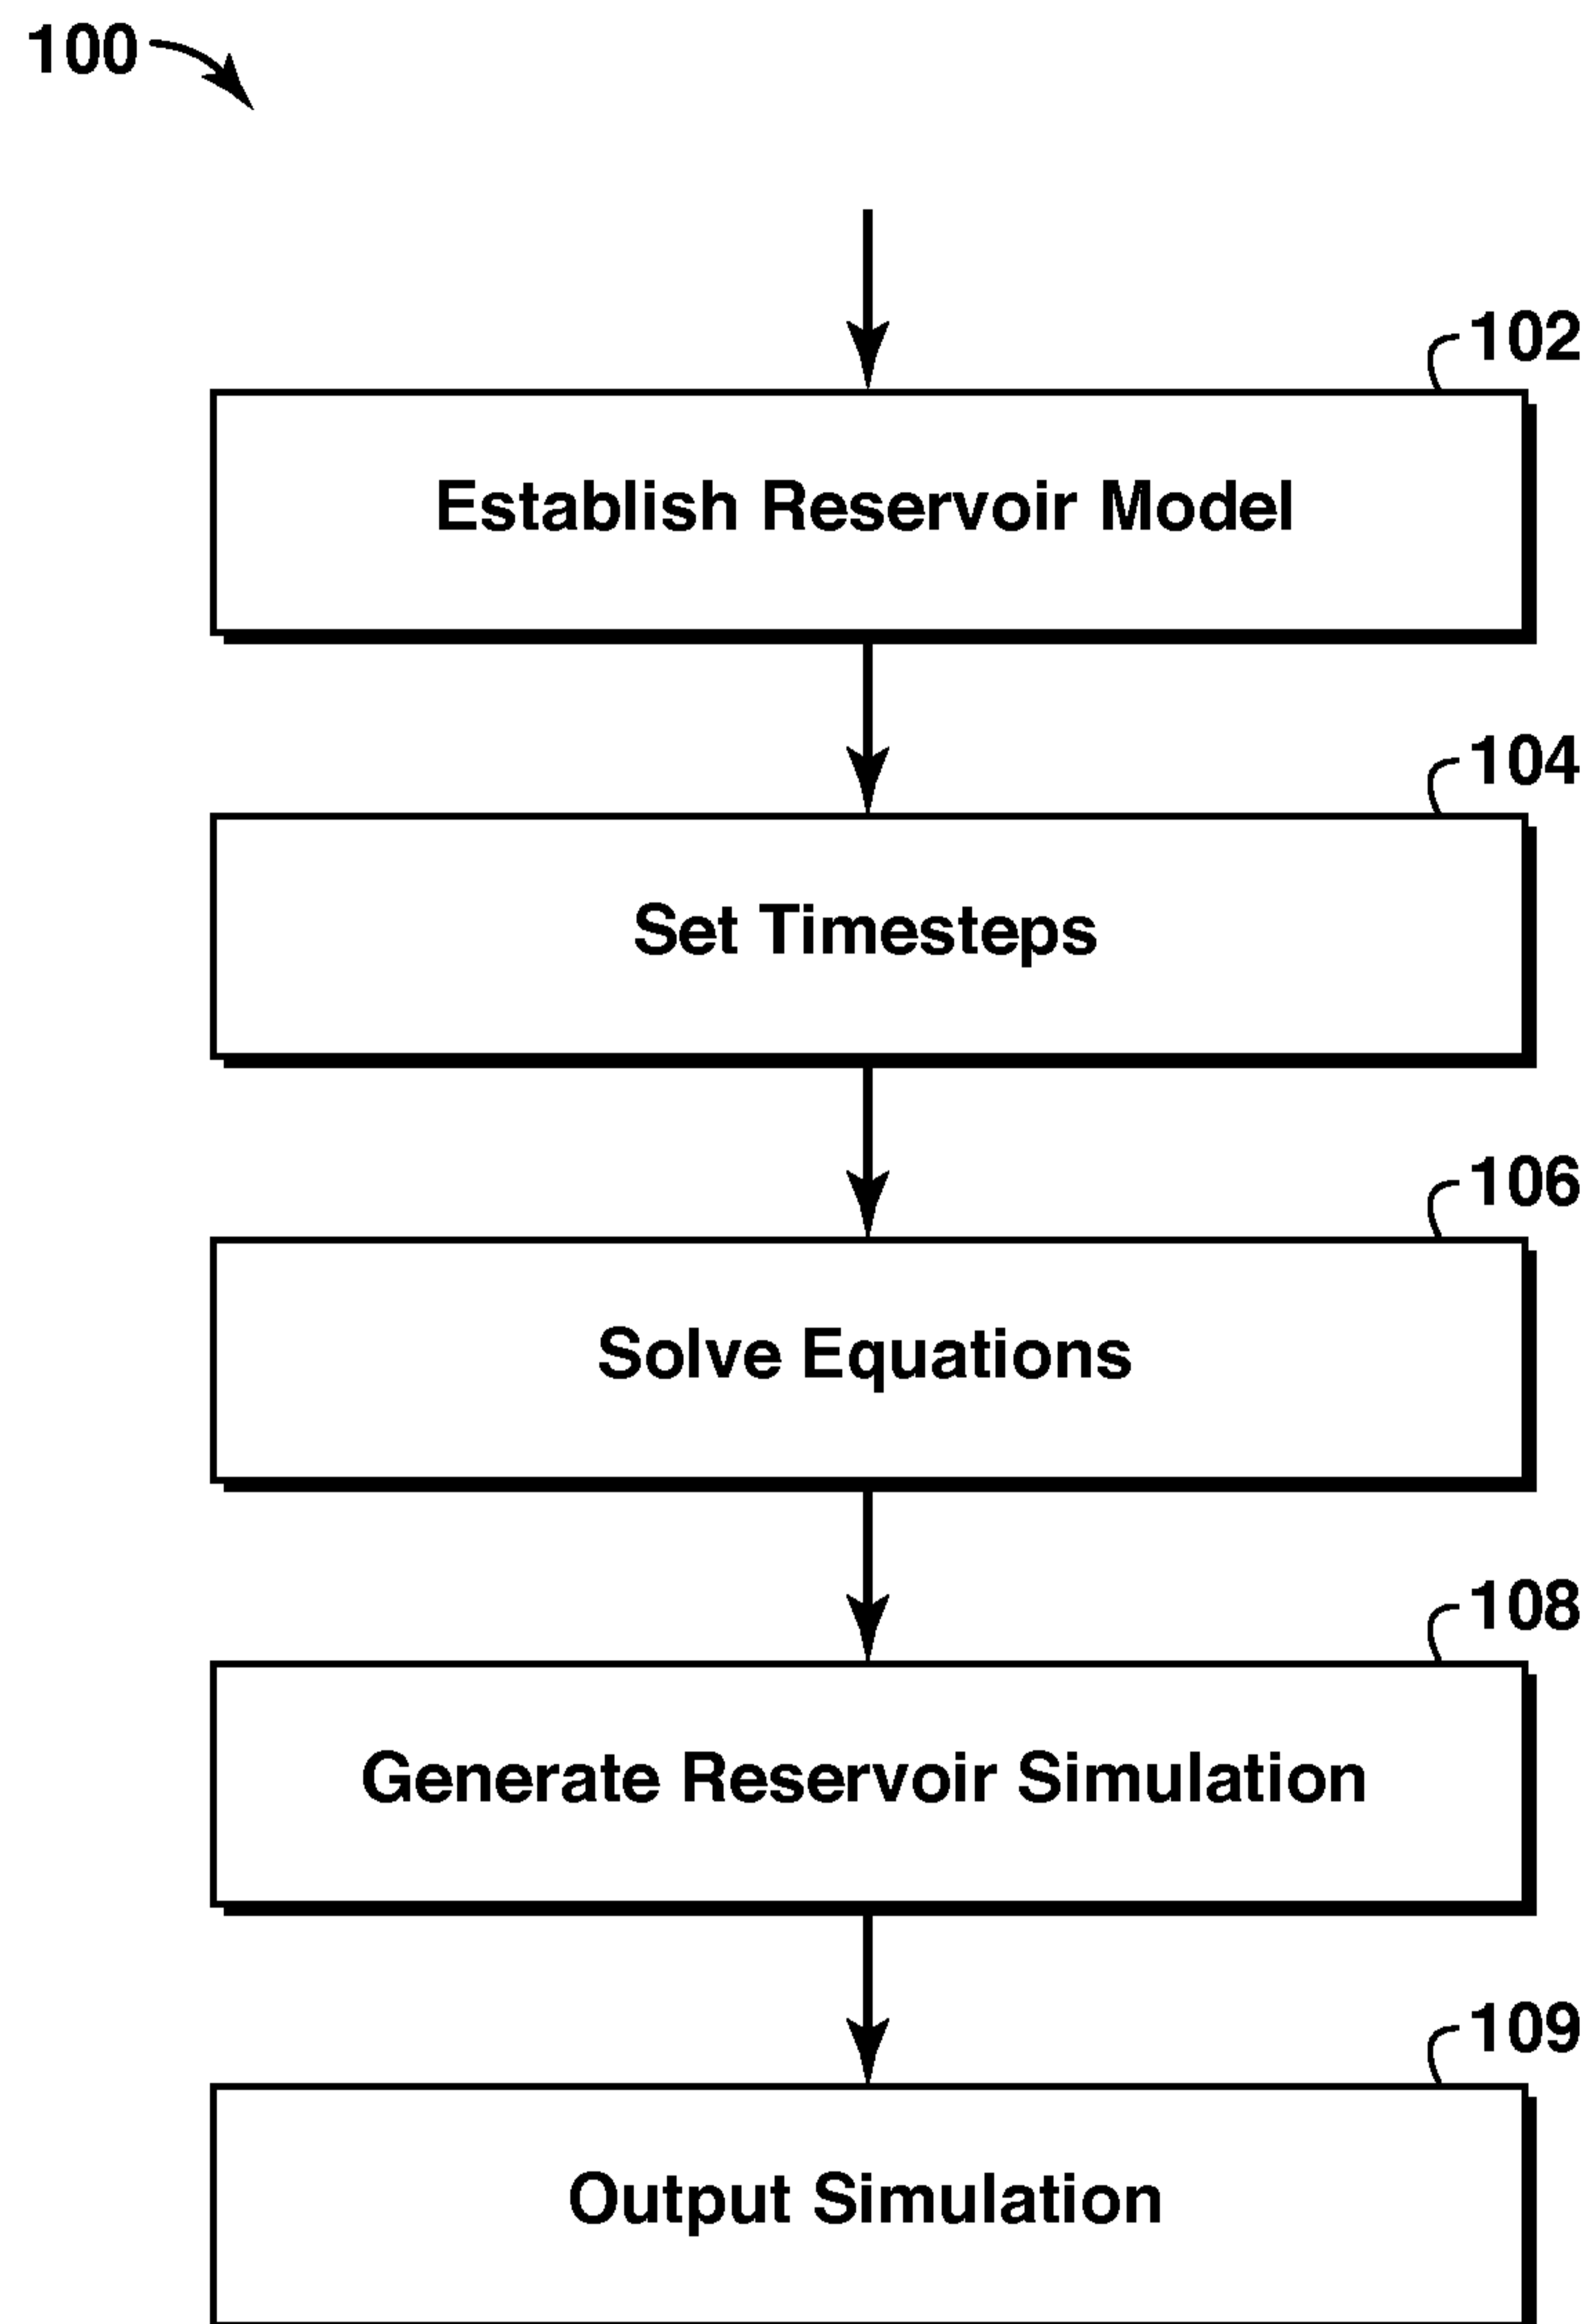 100
102
Establish Reservoir Model
104
Set Timesteps
106
Solve Equations
108
Generate Reservoir Simulation
109
Output Simulation